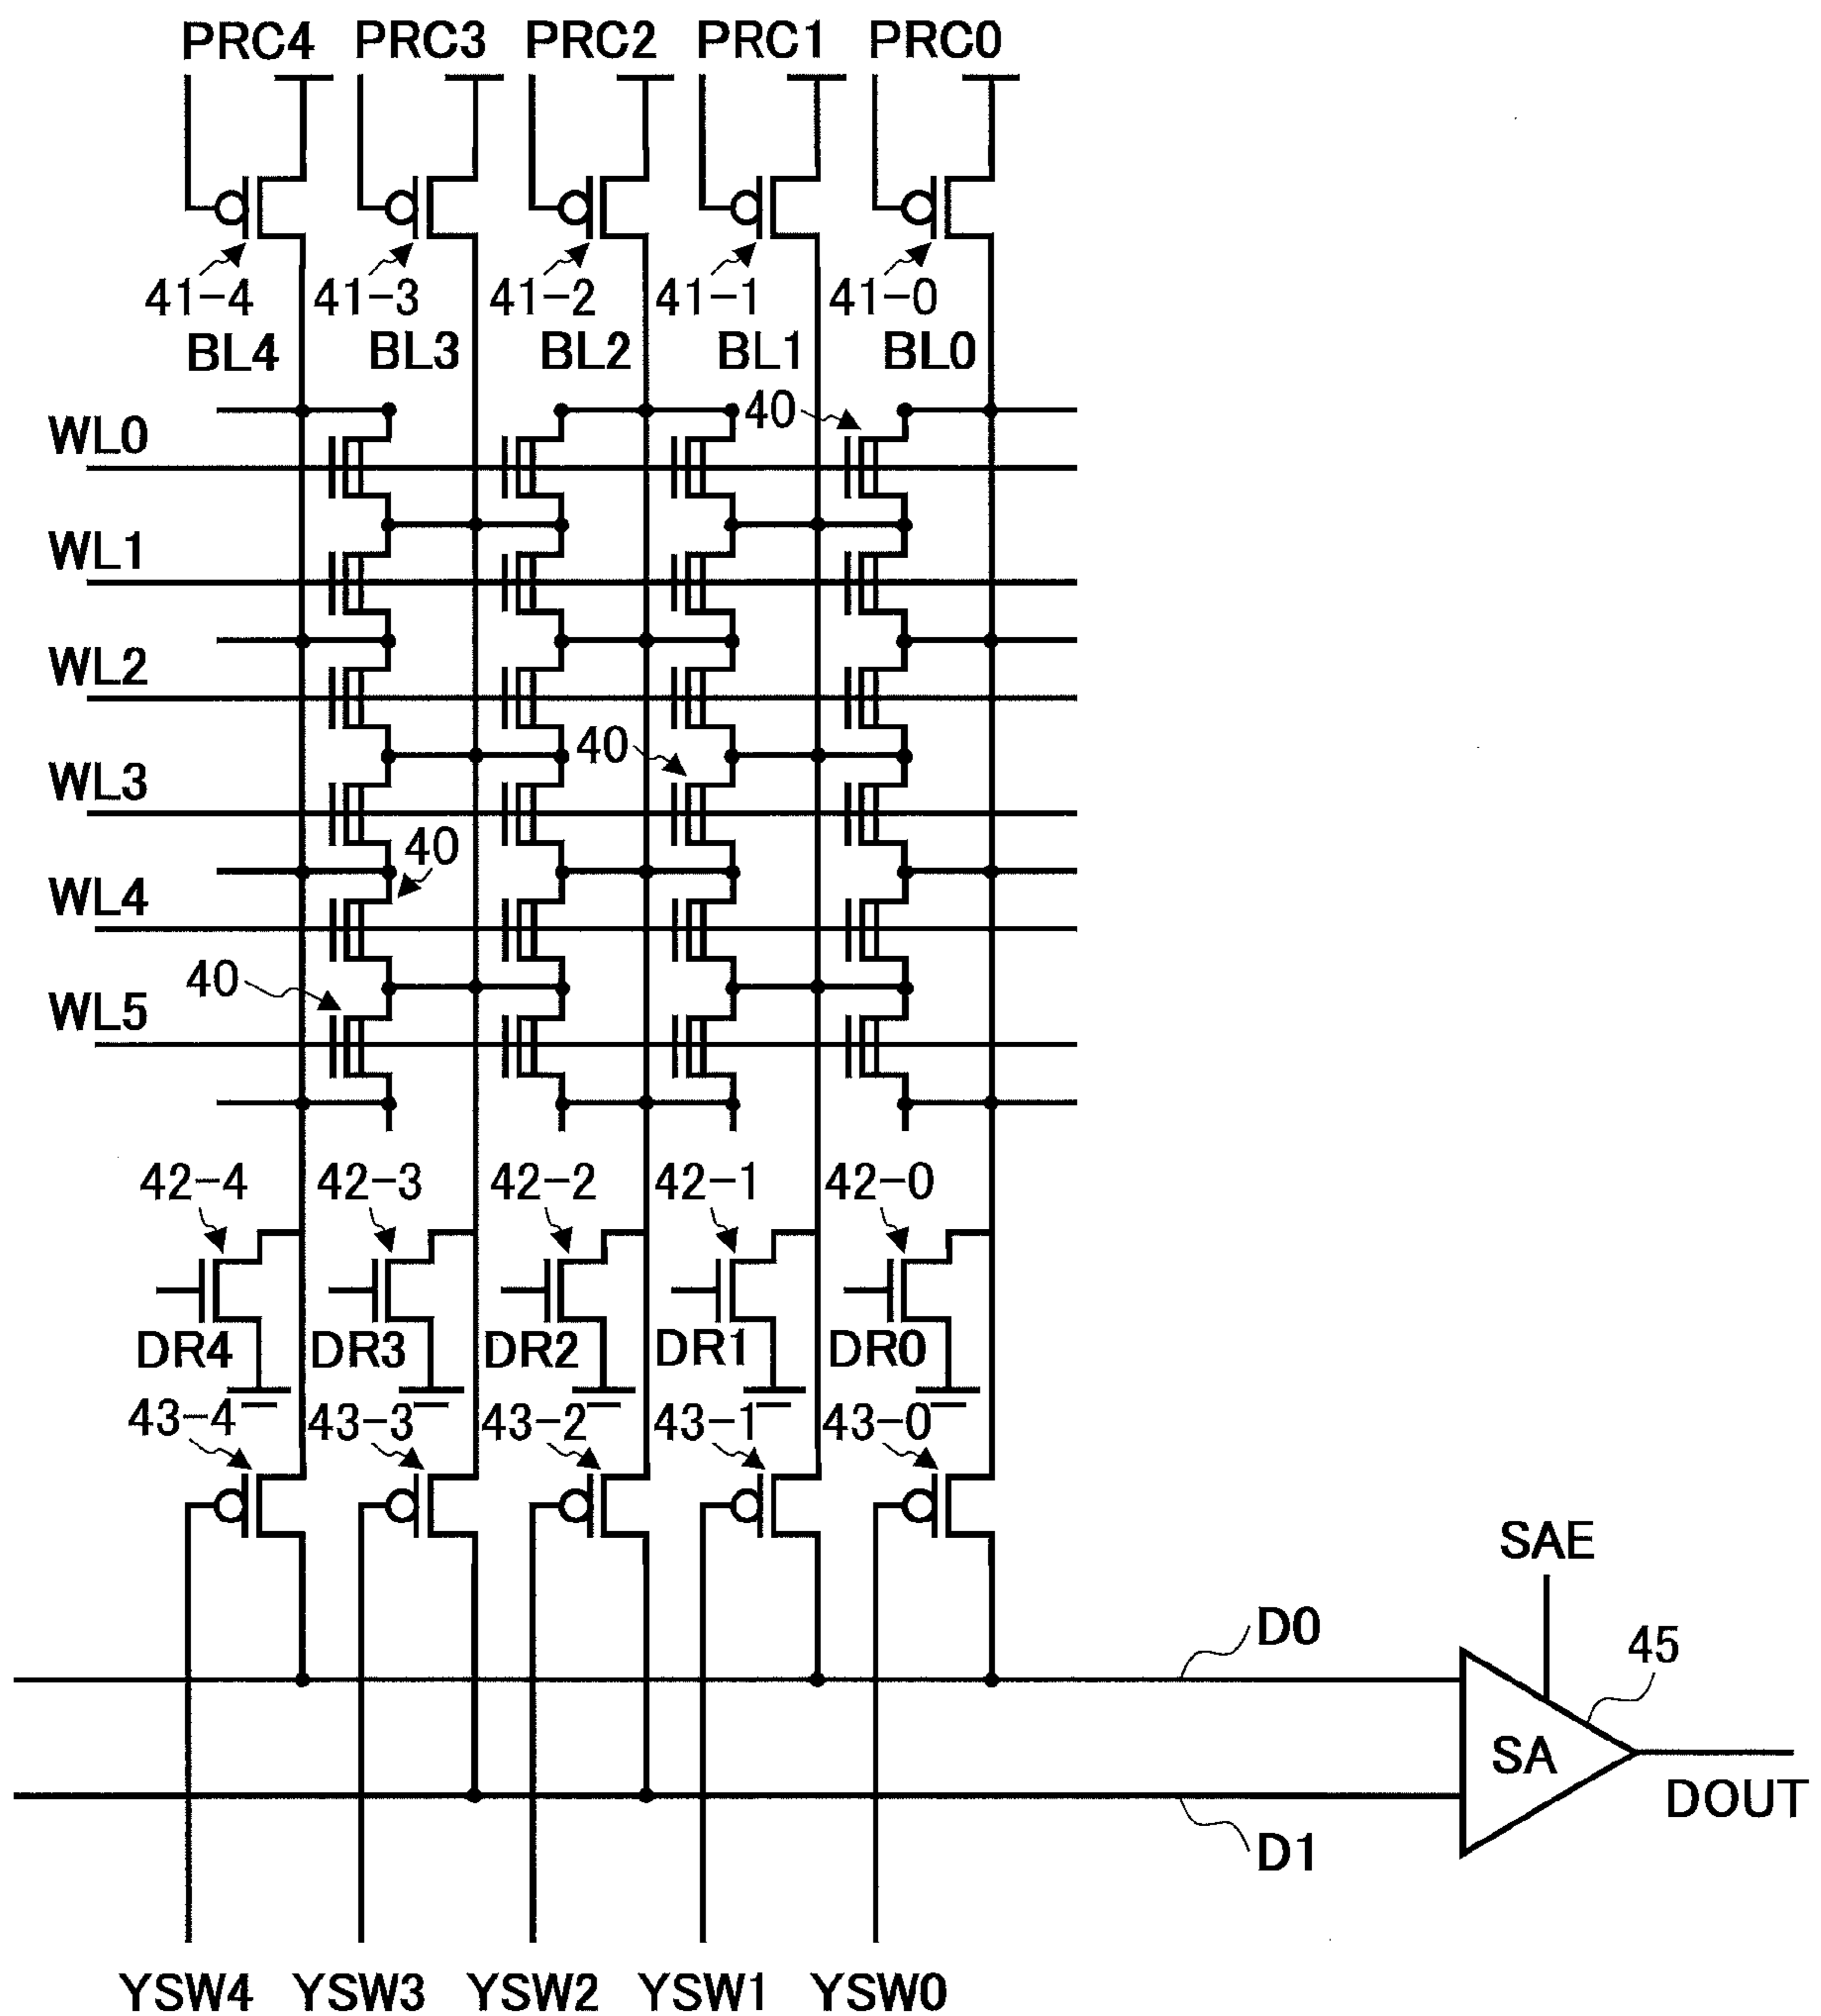 PRC4 PRC3 PRC2 PRC1 PRC0
41-4 41-3 41-2 41-1 41-0
BL4 BL3 BL2 BL1 BL0
40
WL0
WL1
WL2
40
WL3
40
WL4
40
WL5
42-4 42-3 42-2 42-1 42-0
DR4 DR3 DR2 DR1 DR0
43-4 43-3 43-2 43-1 43-0
SAE
D0 45
SA
DOUT
D1
YSW4 YSW3 YSW2 YSW1 YSW0